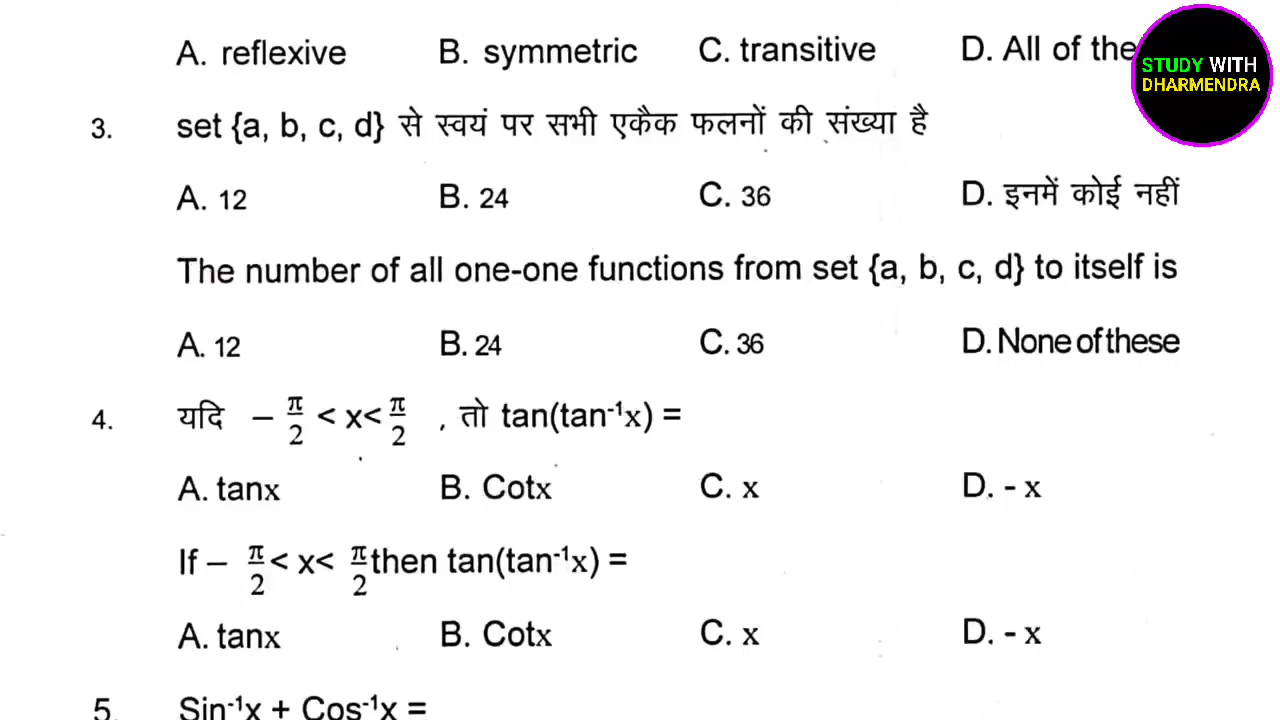 A. reflexive B. symmetric C. transitive D. All of the
STUDY WITH
DHARMENDRA
3. set {a, b, c, d} से स्वयं पर सभी एकैक फलनों की संख्या है
A. 12 B. 24 C. 36 D. इनमें कोई नहीं
The number of all one-one functions from set {a, b, c, d} to itself is
A. 12 B. 24 C. 36 D. None of these
4. यदि – π/2 < x < π/2 , तो tan(tan⁻¹x) =
A. tanx B. Cotx C. x D. - x
If – π/2 < x < π/2 then tan(tan⁻¹x) =
A. tanx B. Cotx C. x D. - x
5. Sin⁻¹x + Cos⁻¹x =